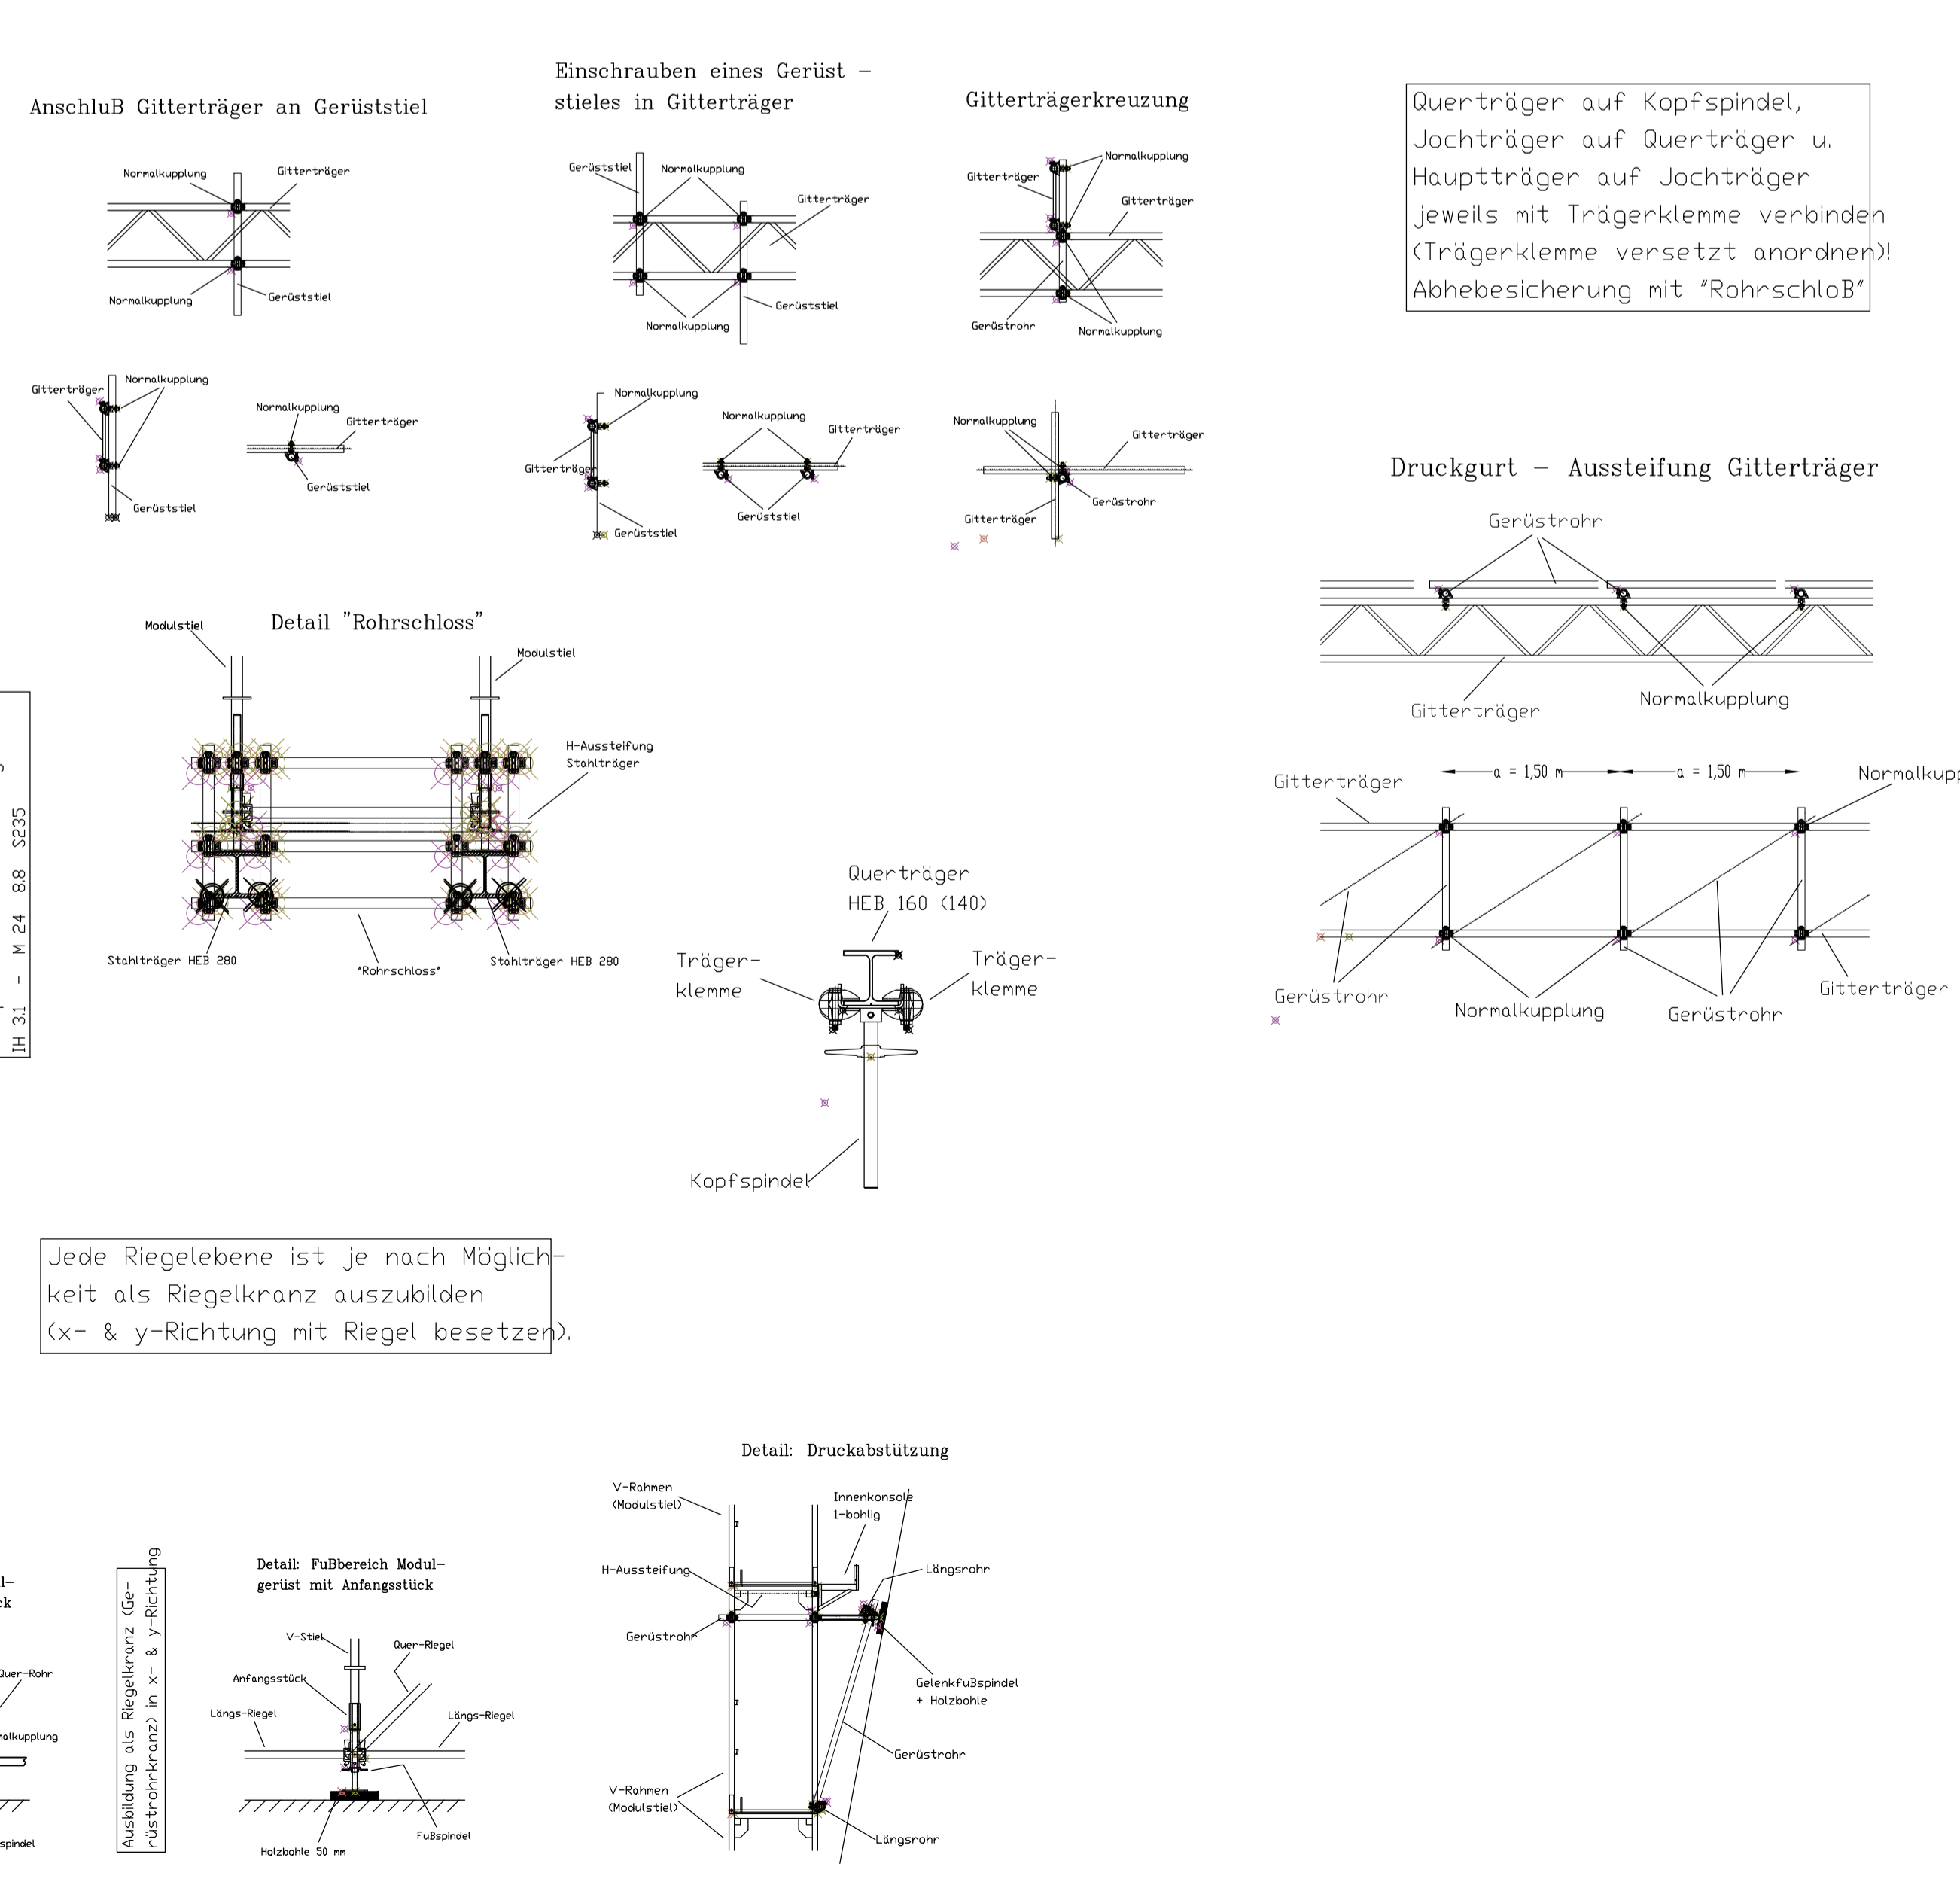 Anschluß Gitterträger an Gerüststiel
Normalkupplung
Gitterträger
Normalkupplung
Gerüststiel
Gitterträger
Normalkupplung
Gerüststiel
Normalkupplung
Gitterträger
Gerüststiel
Einschrauben eines Gerüst –
stieles in Gitterträger
Gerüststiel
Normalkupplung
Gitterträger
Gerüststiel
Normalkupplung
Normalkupplung
Gitterträger
Gerüststiel
Normalkupplung
Gitterträger
Gerüststiel
Gitterträgerkreuzung
Normalkupplung
Gitterträger
Gitterträger
Gerüstrohr
Normalkupplung
Normalkupplung
Gitterträger
Gerüstrohr
Gitterträger
Querträger auf Kopfspindel,
Jochträger auf Querträger u.
Hauptträger auf Jochträger
jeweils mit Trägerklemme verbinden
(Trägerklemme versetzt anordnen)!
Abhebesicherung mit "Rohrschloß"
Druckgurt – Aussteifung Gitterträger
Gerüstrohr
Normalkupplung
Gitterträger
Gitterträger
a = 1,50 m
a = 1,50 m
Normalkupp
Gerüstrohr
Normalkupplung
Gerüstrohr
Gitterträger
Detail "Rohrschloss"
Modulstiel
Modulstiel
H-Aussteifung
Stahlträger
Stahlträger HEB 280
"Rohrschloss"
Stahlträger HEB 280
IH 3.1 - M 24 8.8 S235
Querträger
HEB 160 (140)
Träger-
klemme
Träger-
klemme
Kopfspindel
Jede Riegelebene ist je nach Möglich-
keit als Riegelkranz auszubilden
(x- & y-Richtung mit Riegel besetzen).
l-
ck
Quer-Rohr
alkupplung
spindel
Ausbildung als Riegelkranz (Ge-
rüstrohrkranz) in x- & y-Richtung
Detail: Fußbereich Modul-
gerüst mit Anfangsstück
V-Stiel
Quer-Riegel
Anfangsstück
Längs-Riegel
Längs-Riegel
Fußspindel
Holzbohle 50 mm
Detail: Druckabstützung
V-Rahmen
(Modulstiel)
Innenkonsole
1-bohlig
H-Aussteifung
Längsrohr
Gerüstrohr
Gelenkfußspindel
+ Holzbohle
Gerüstrohr
V-Rahmen
(Modulstiel)
Längsrohr